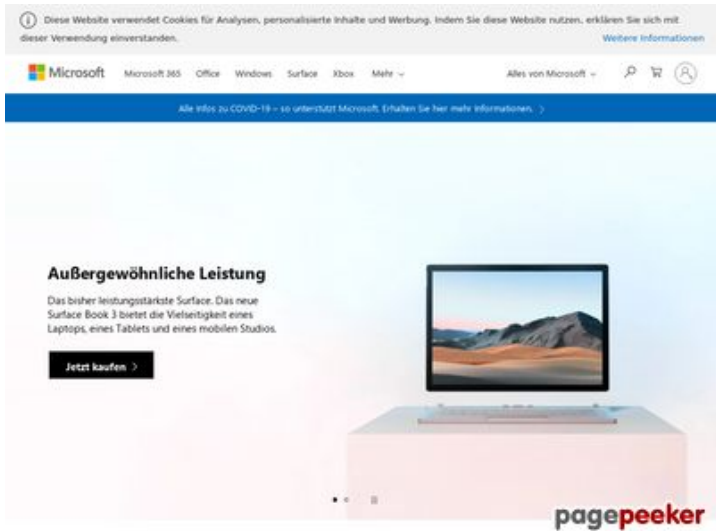 Diese Website verwendet Cookies für Analysen, personalisierte Inhalte und Werbung. Indem Sie diese Website nutzen, erklären Sie sich mit
dieser Verwendung einverstanden. Weitere Informationen
Microsoft Microsoft 365 Office Windows Surface Xbox Mehr Alles von Microsoft
Alle Infos zu COVID-19 – so unterstützt Microsoft. Erhalten Sie hier mehr Informationen.
Außergewöhnliche Leistung
Das bisher leistungsstärkste Surface. Das neue
Surface Book 3 bietet die Vielseitigkeit eines
Laptops, eines Tablets und eines mobilen Studios.
Jetzt kaufen
pagepeeker